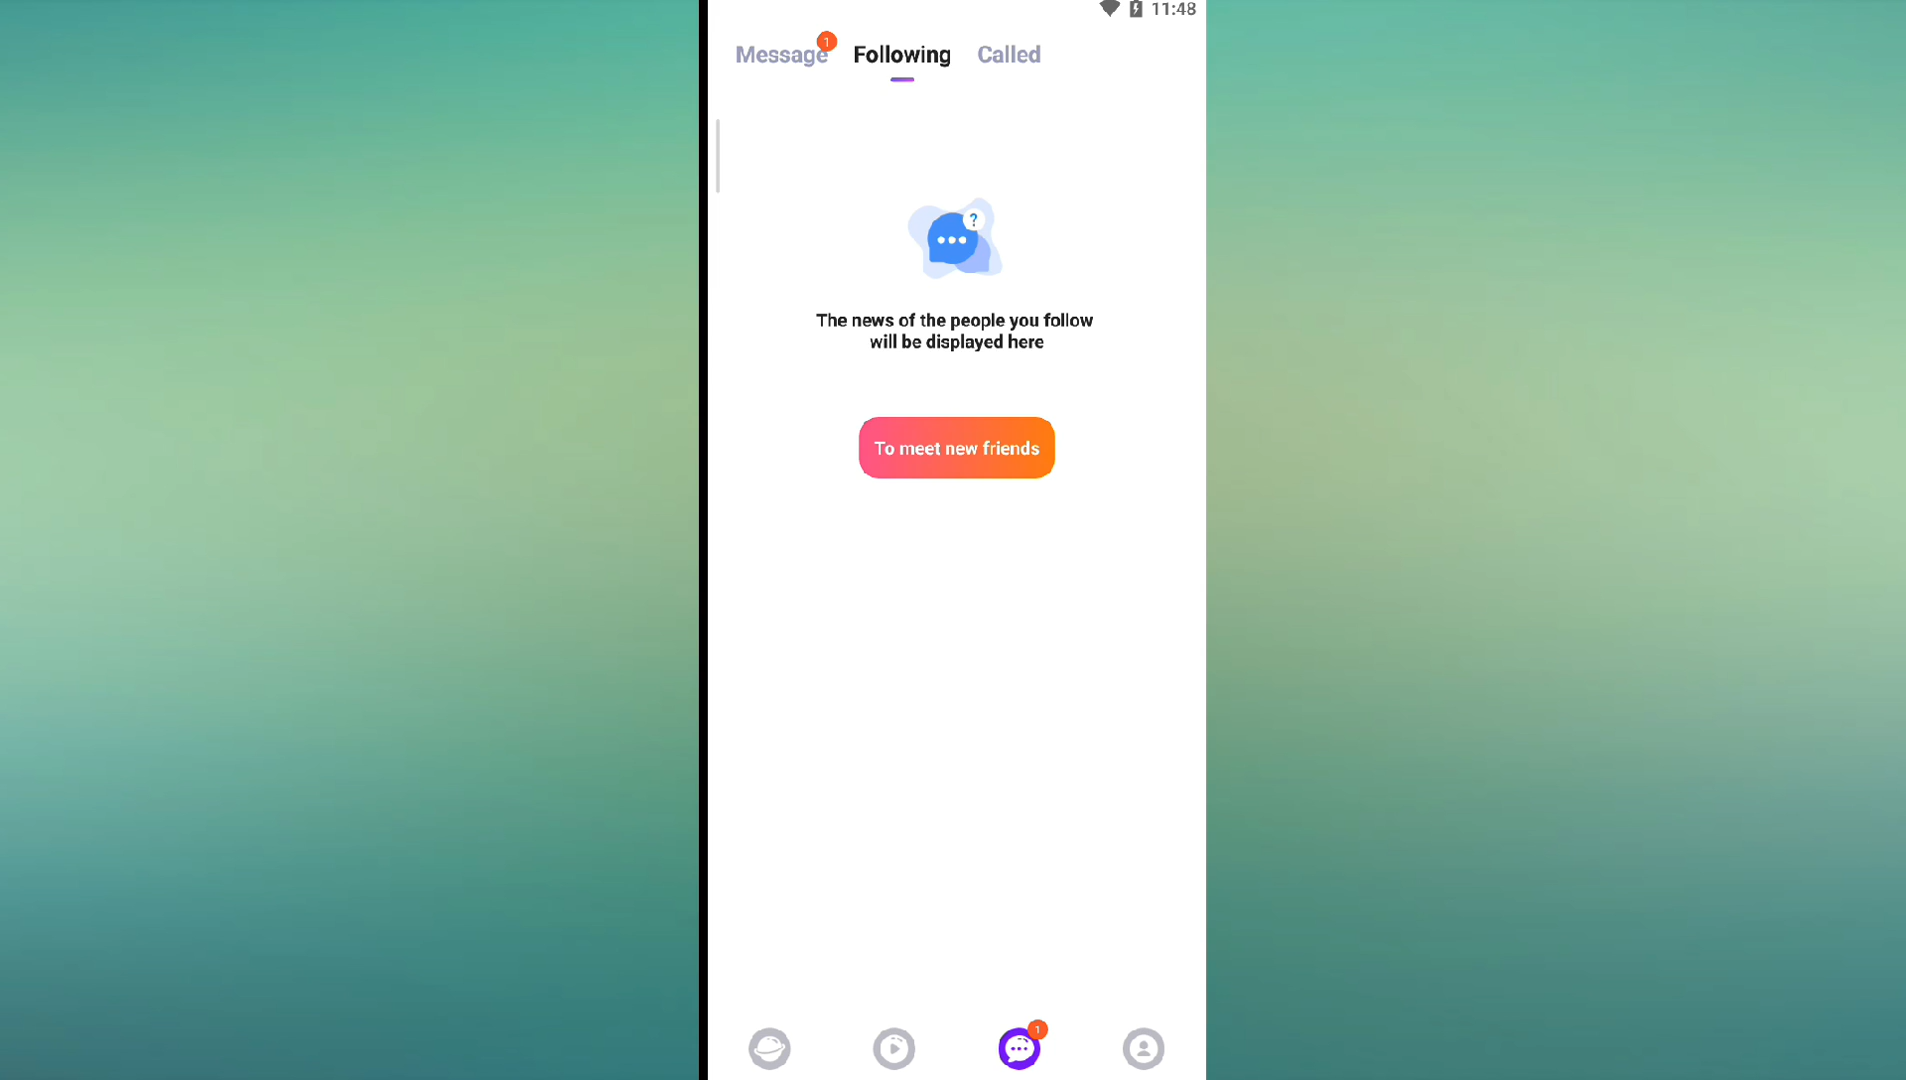 11:48
Message 1 Following Called
?
The news of the people you follow
will be displayed here
To meet new friends
1